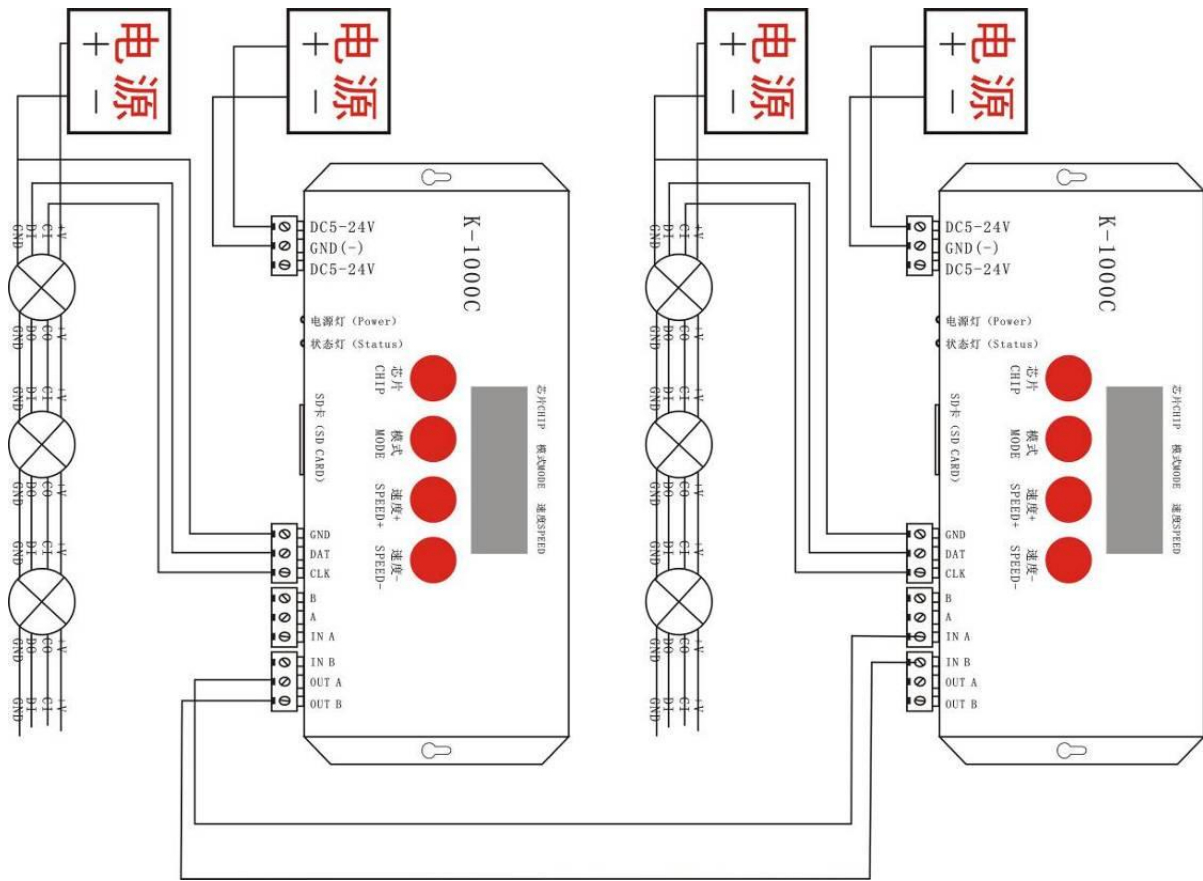 + 电源 -
+ 电源 -
+ 电源 -
+ 电源 -
GND DI CI +V
GND DO CO +V
GND DI CI +V
GND DO CO +V
GND DI CI +V
GND DO CO +V
GND DI CI +V
K-1000C
DC5-24V
GND(-)
DC5-24V
电源灯 (Power)
状态灯 (Status)
SD卡 (SD CARD)
芯片
CHIP
模式
MODE
速度+
SPEED+
速度-
SPEED-
芯片CHIP 模式MODE 速度SPEED
GND
DAT
CLK
B
A
IN A
IN B
OUT A
OUT B
GND DI CI +V
GND DO CO +V
GND DI CI +V
GND DO CO +V
GND DI CI +V
GND DO CO +V
GND DI CI +V
K-1000C
DC5-24V
GND(-)
DC5-24V
电源灯 (Power)
状态灯 (Status)
SD卡 (SD CARD)
芯片
CHIP
模式
MODE
速度+
SPEED+
速度-
SPEED-
芯片CHIP 模式MODE 速度SPEED
GND
DAT
CLK
B
A
IN A
IN B
OUT A
OUT B